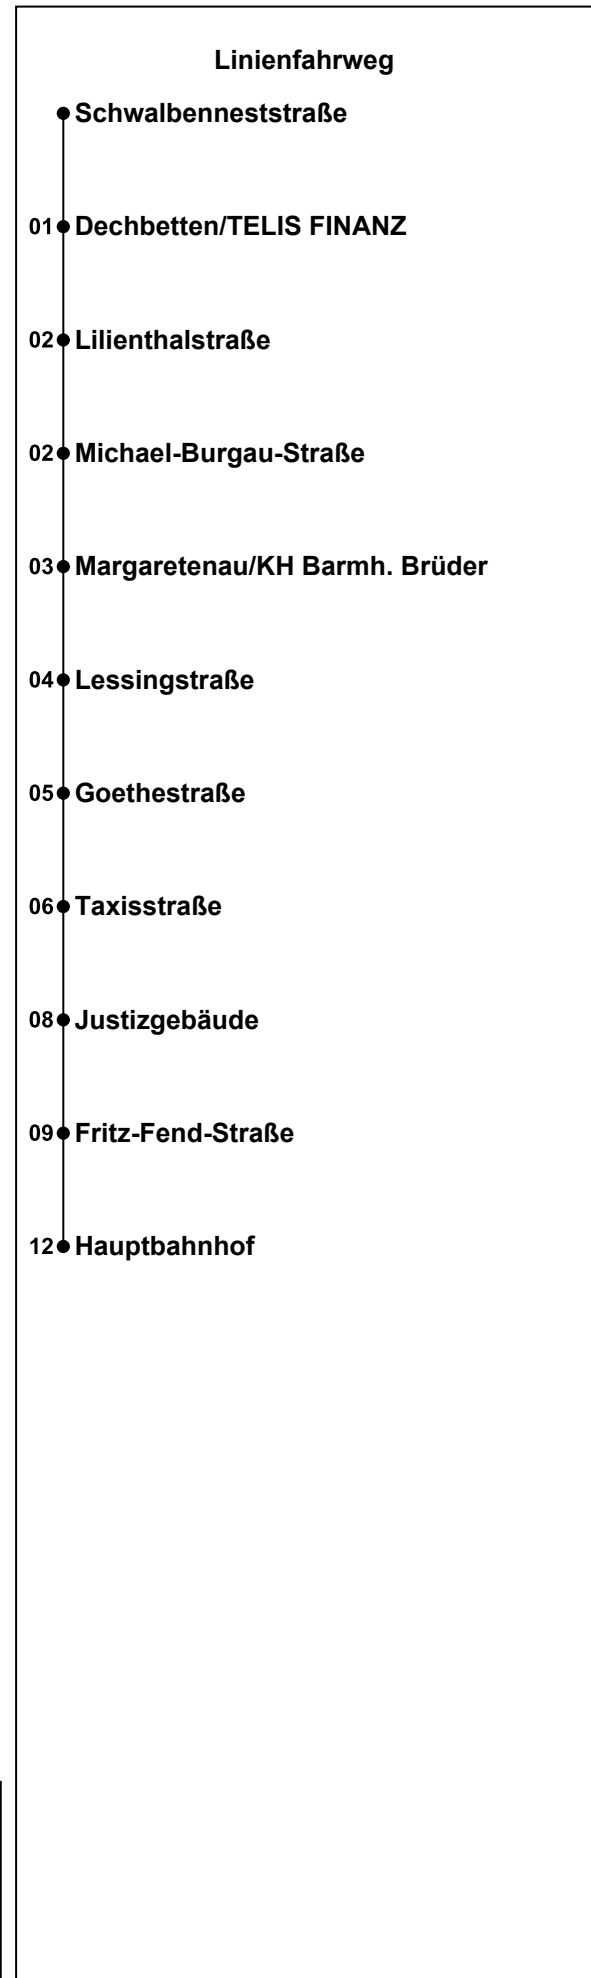 Linienfahrweg
Schwalbenneststraße
01 Dechbetten/TELIS FINANZ
02 Lilienthalstraße
02 Michael-Burgau-Straße
03 Margaretenau/KH Barmh. Brüder
04 Lessingstraße
05 Goethestraße
06 Taxisstraße
08 Justizgebäude
09 Fritz-Fend-Straße
12 Hauptbahnhof